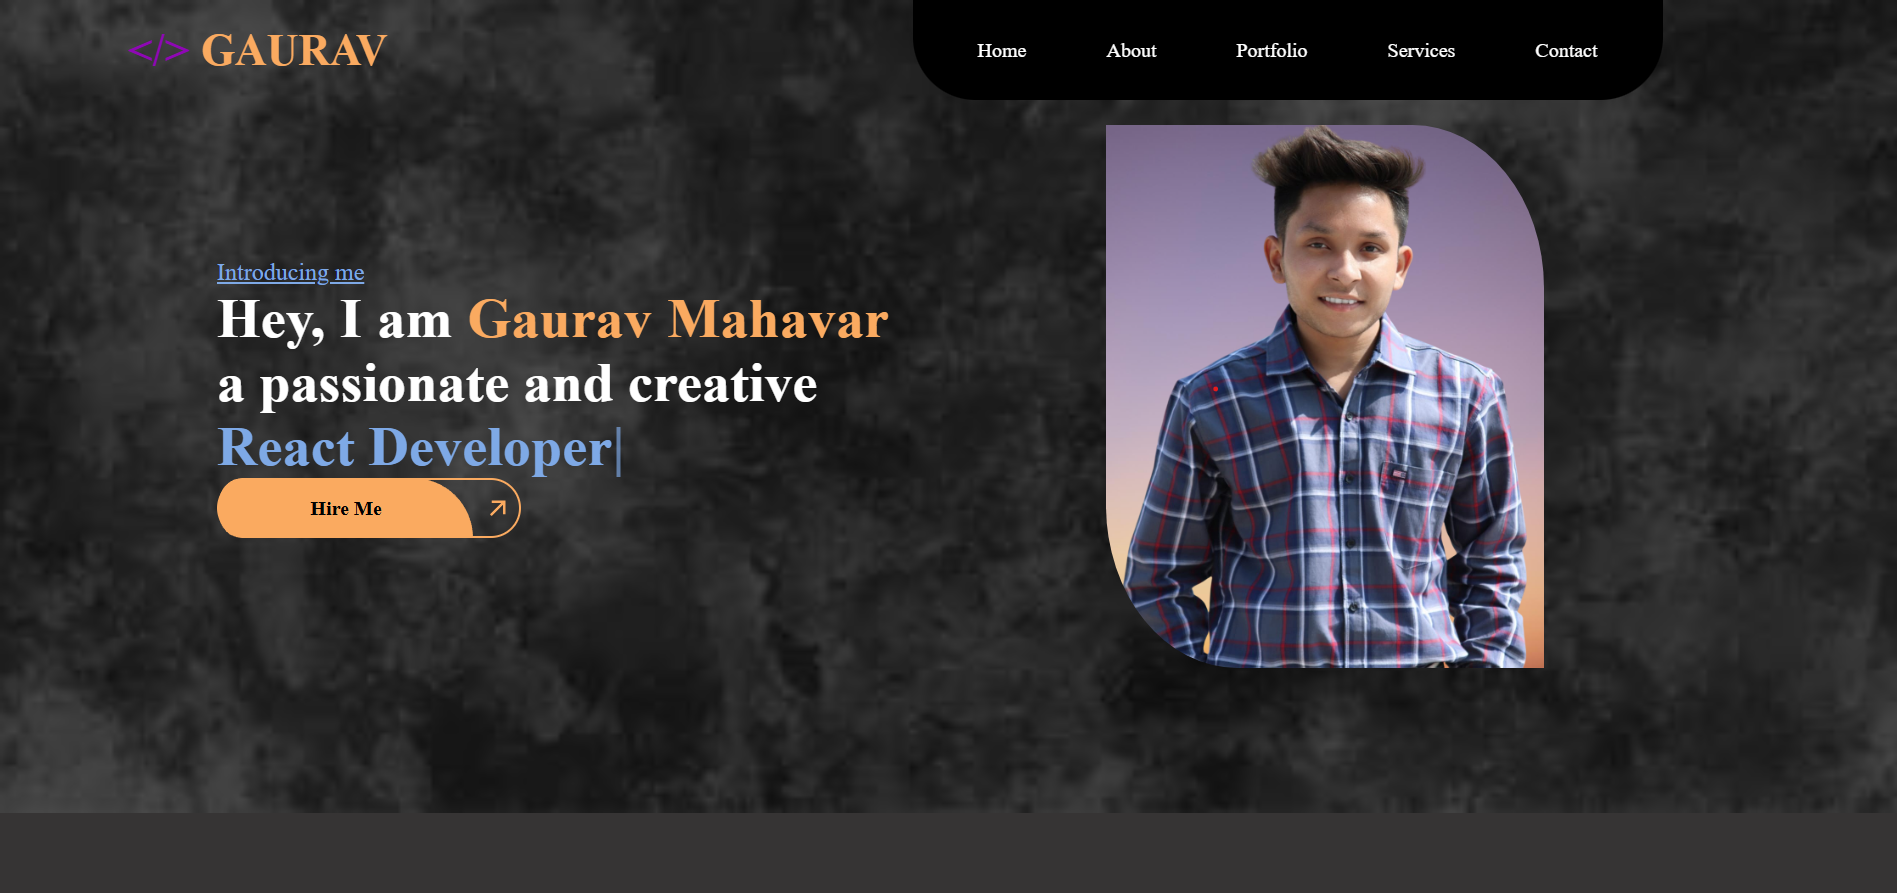 </> GAURAV
Home About Portfolio Services Contact
Introducing me
Hey, I am Gaurav Mahavar
a passionate and creative
React Developer|
Hire Me